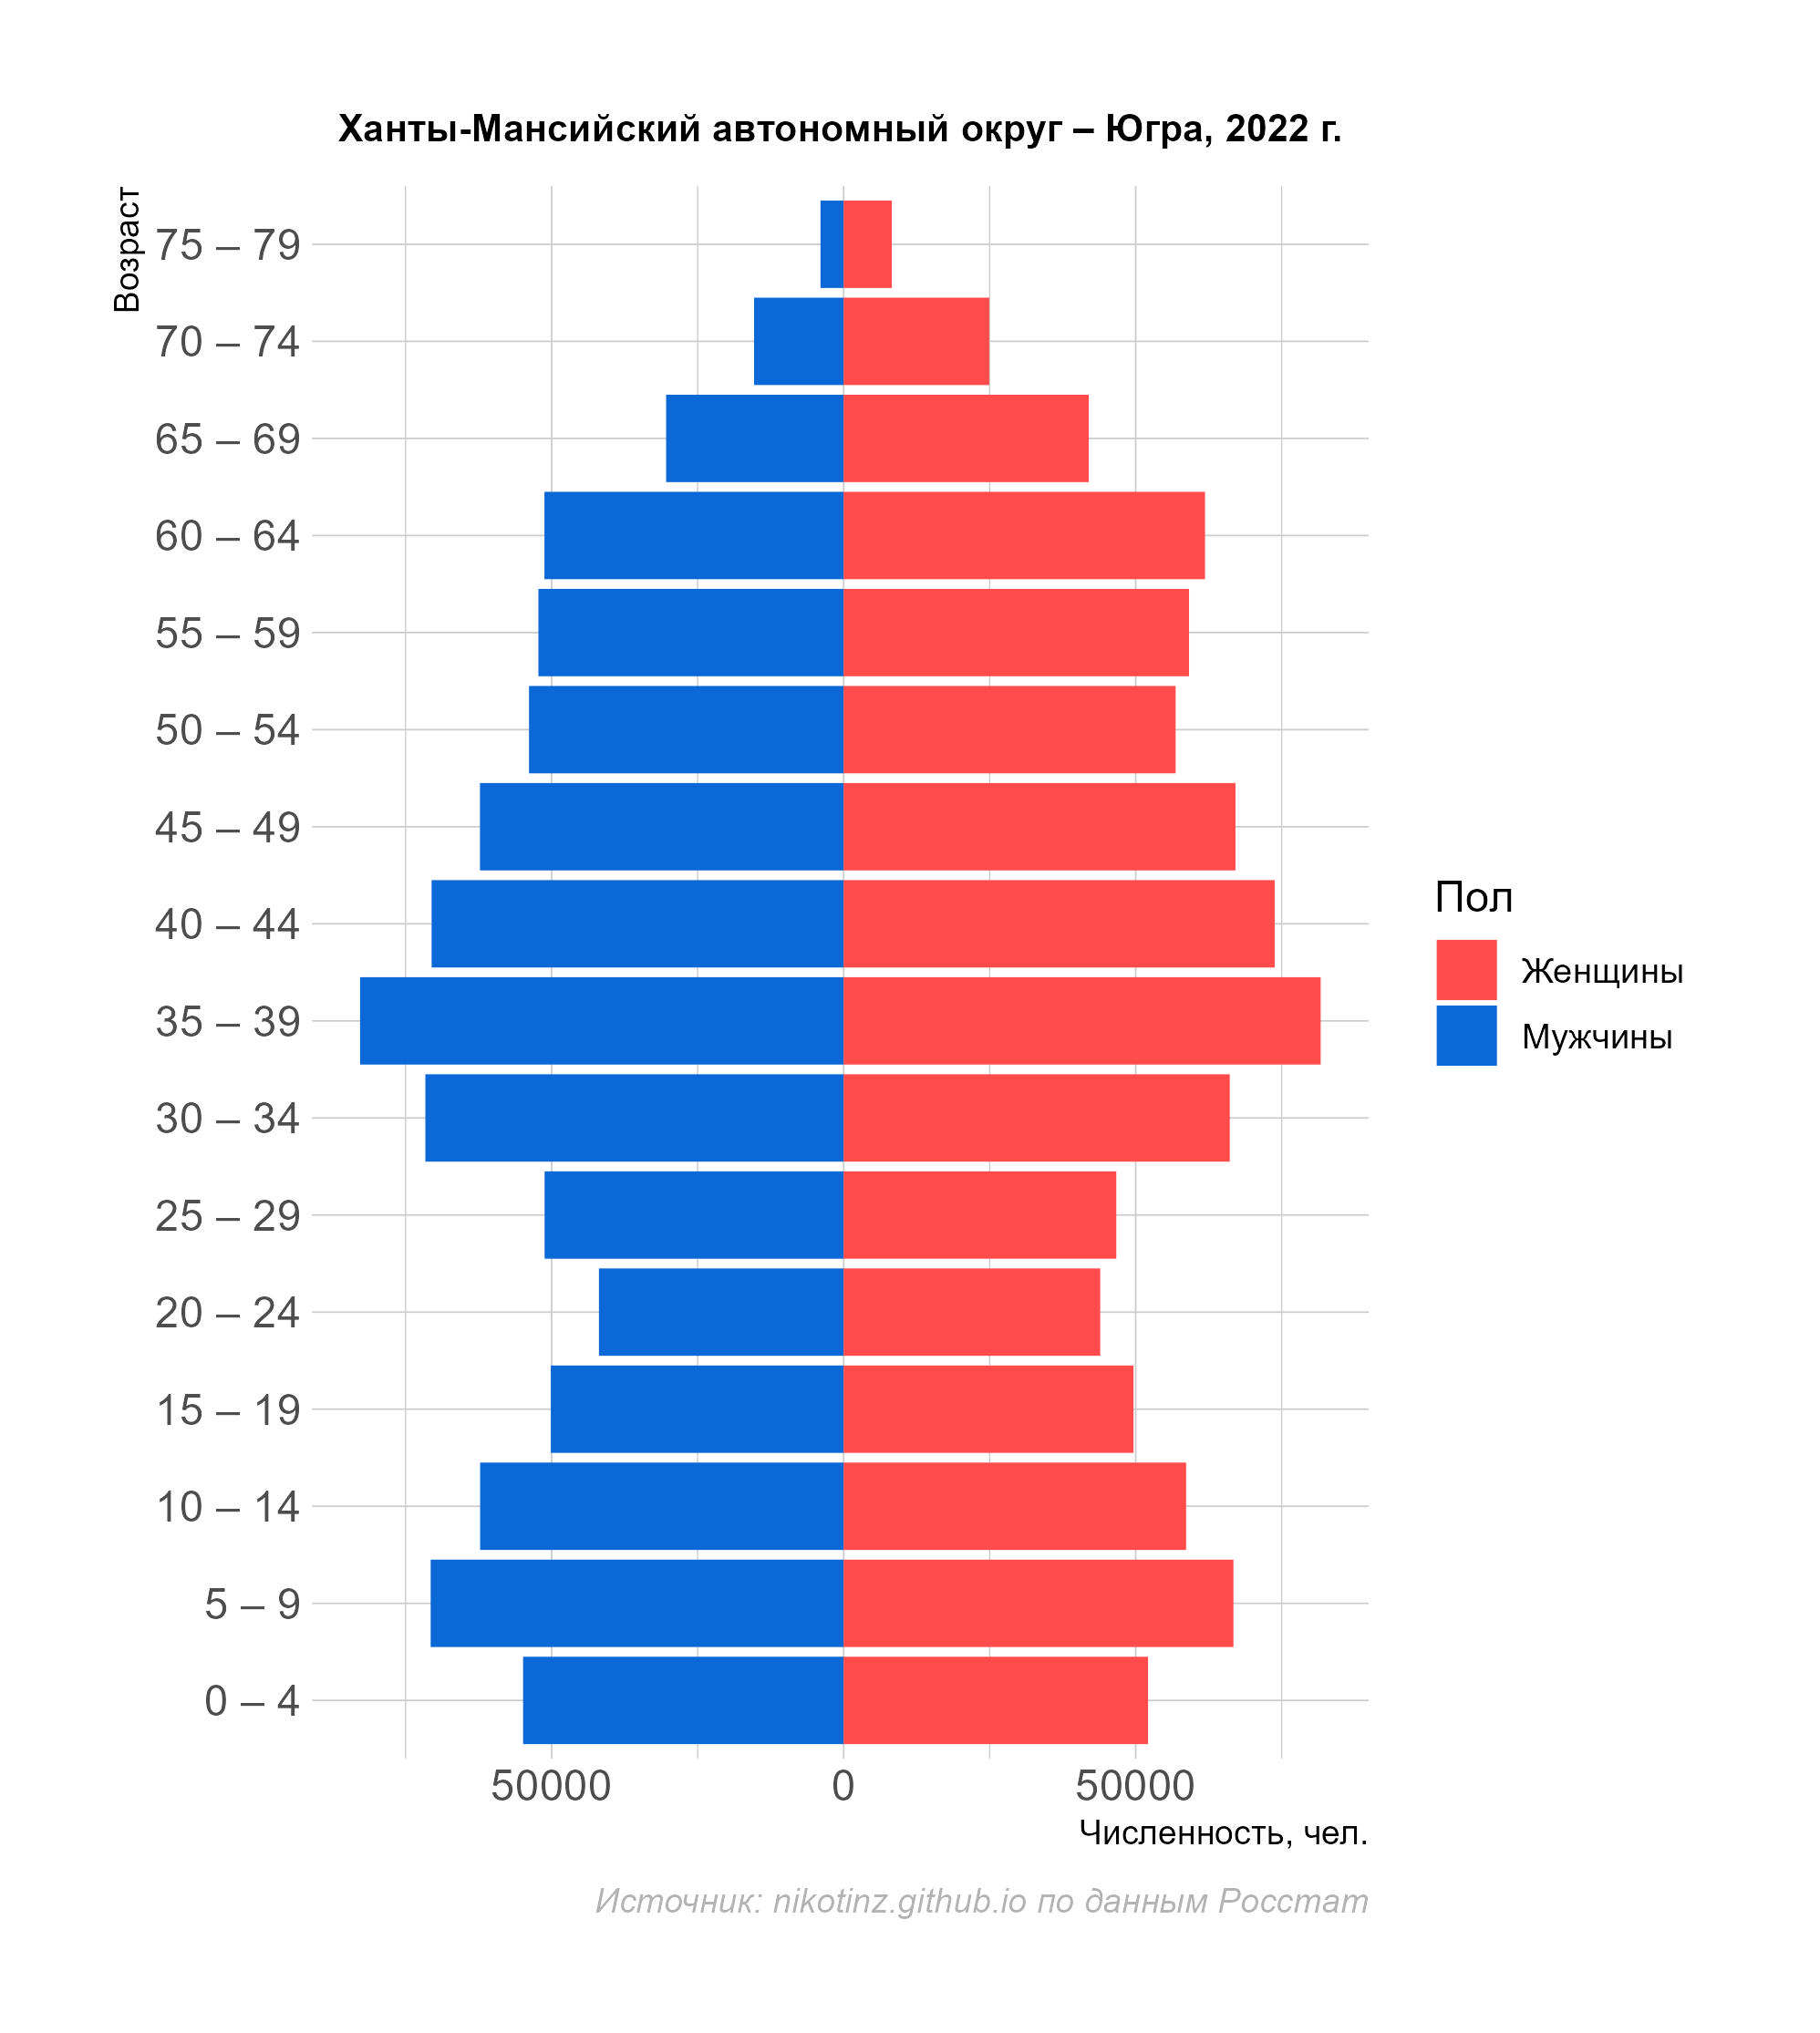 Ханты-Мансийский автономный округ – Югра, 2022 г.
Возраст
75 – 79
70 – 74
65 – 69
60 – 64
55 – 59
50 – 54
45 – 49
40 – 44
35 – 39
30 – 34
25 – 29
20 – 24
15 – 19
10 – 14
5 – 9
0 – 4
50000 0 50000
Численность, чел.
Пол
Женщины
Мужчины
Источник: nikotinz.github.io по данным Росстат